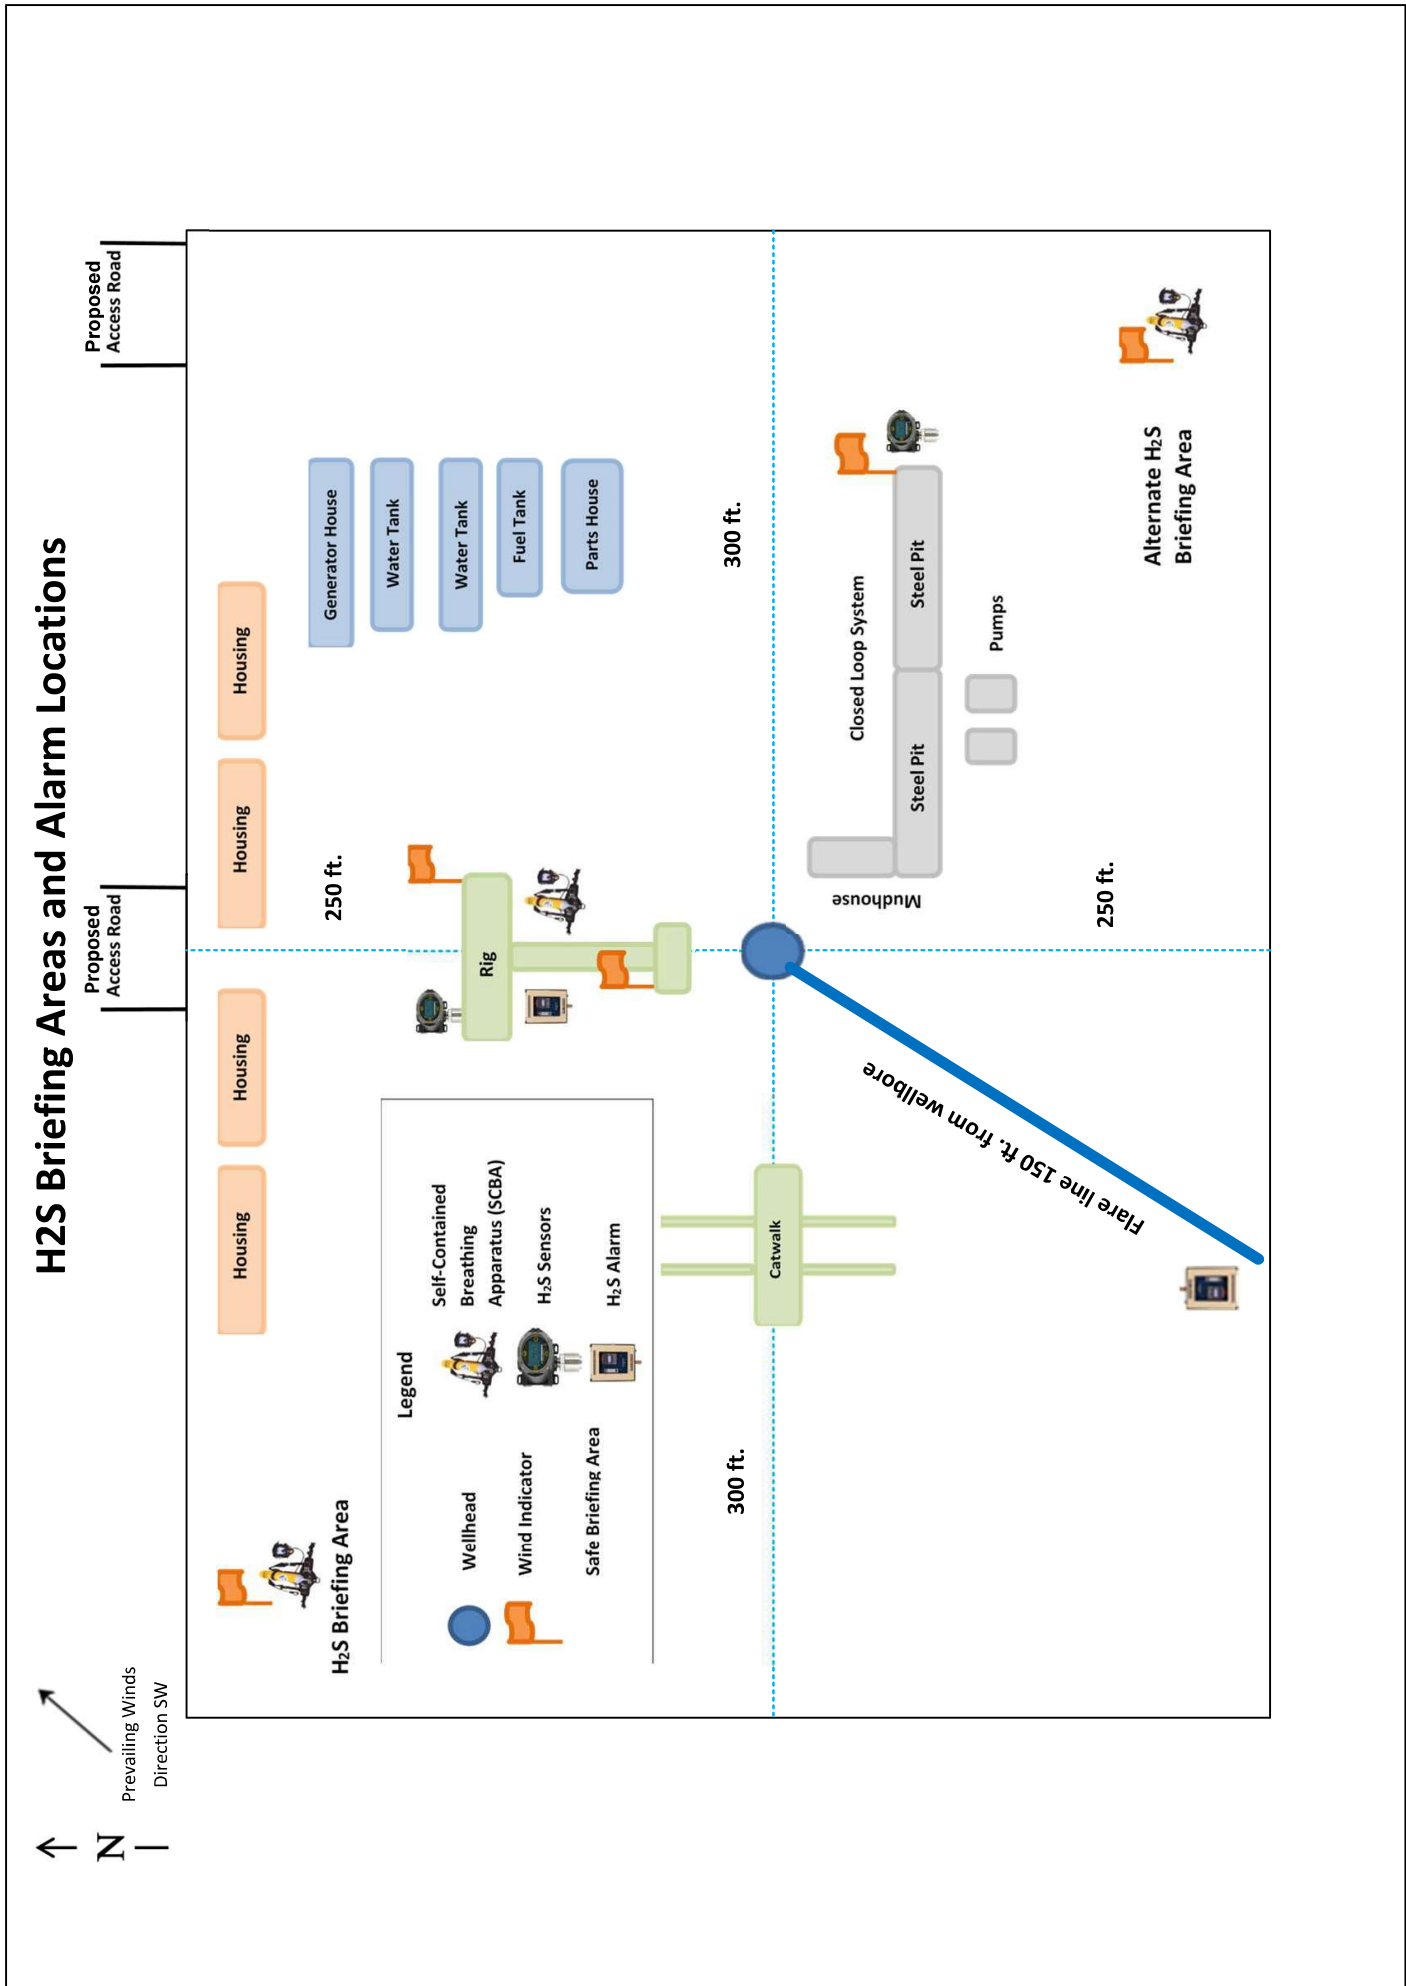 H2S Briefing Areas and Alarm Locations
N
Prevailing Winds
Direction SW
Proposed
Access Road
Proposed
Access Road
Housing
Housing
Housing
Housing
H₂S Briefing Area
250 ft.
Generator House
Water Tank
Water Tank
Fuel Tank
Parts House
Rig
Legend
Wellhead
Wind Indicator
Safe Briefing Area
Self-Contained
Breathing
Apparatus (SCBA)
H₂S Sensors
H₂S Alarm
300 ft.
300 ft.
Catwalk
Closed Loop System
Mudhouse
Steel Pit
Steel Pit
Pumps
250 ft.
Flare line 150 ft. from wellbore
Alternate H₂S
Briefing Area